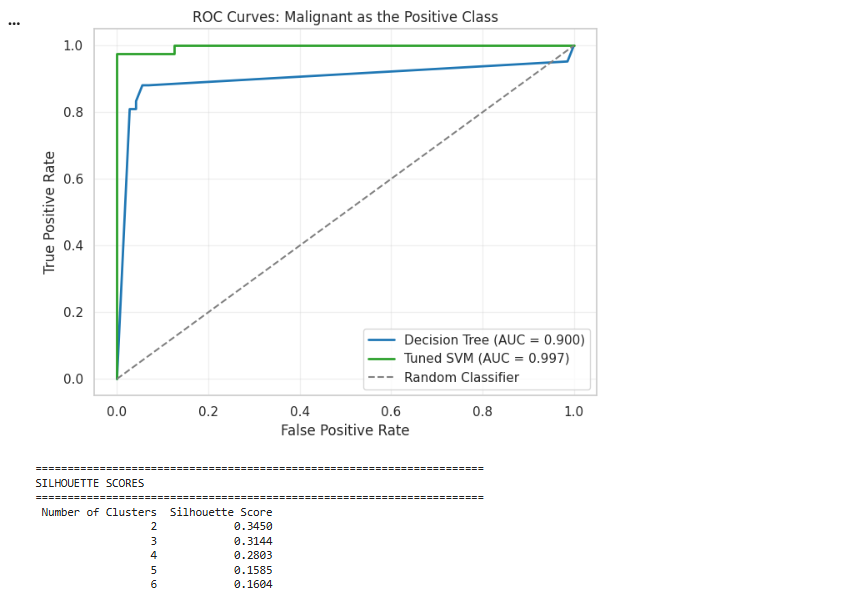 ...
ROC Curves: Malignant as the Positive Class
True Positive Rate
1.0
0.8
0.6
0.4
0.2
0.0
Decision Tree (AUC = 0.900)
Tuned SVM (AUC = 0.997)
Random Classifier
0.0 0.2 0.4 0.6 0.8 1.0
False Positive Rate
======================================================================
SILHOUETTE SCORES
======================================================================
Number of Clusters Silhouette Score
2 0.3450
3 0.3144
4 0.2803
5 0.1585
6 0.1604